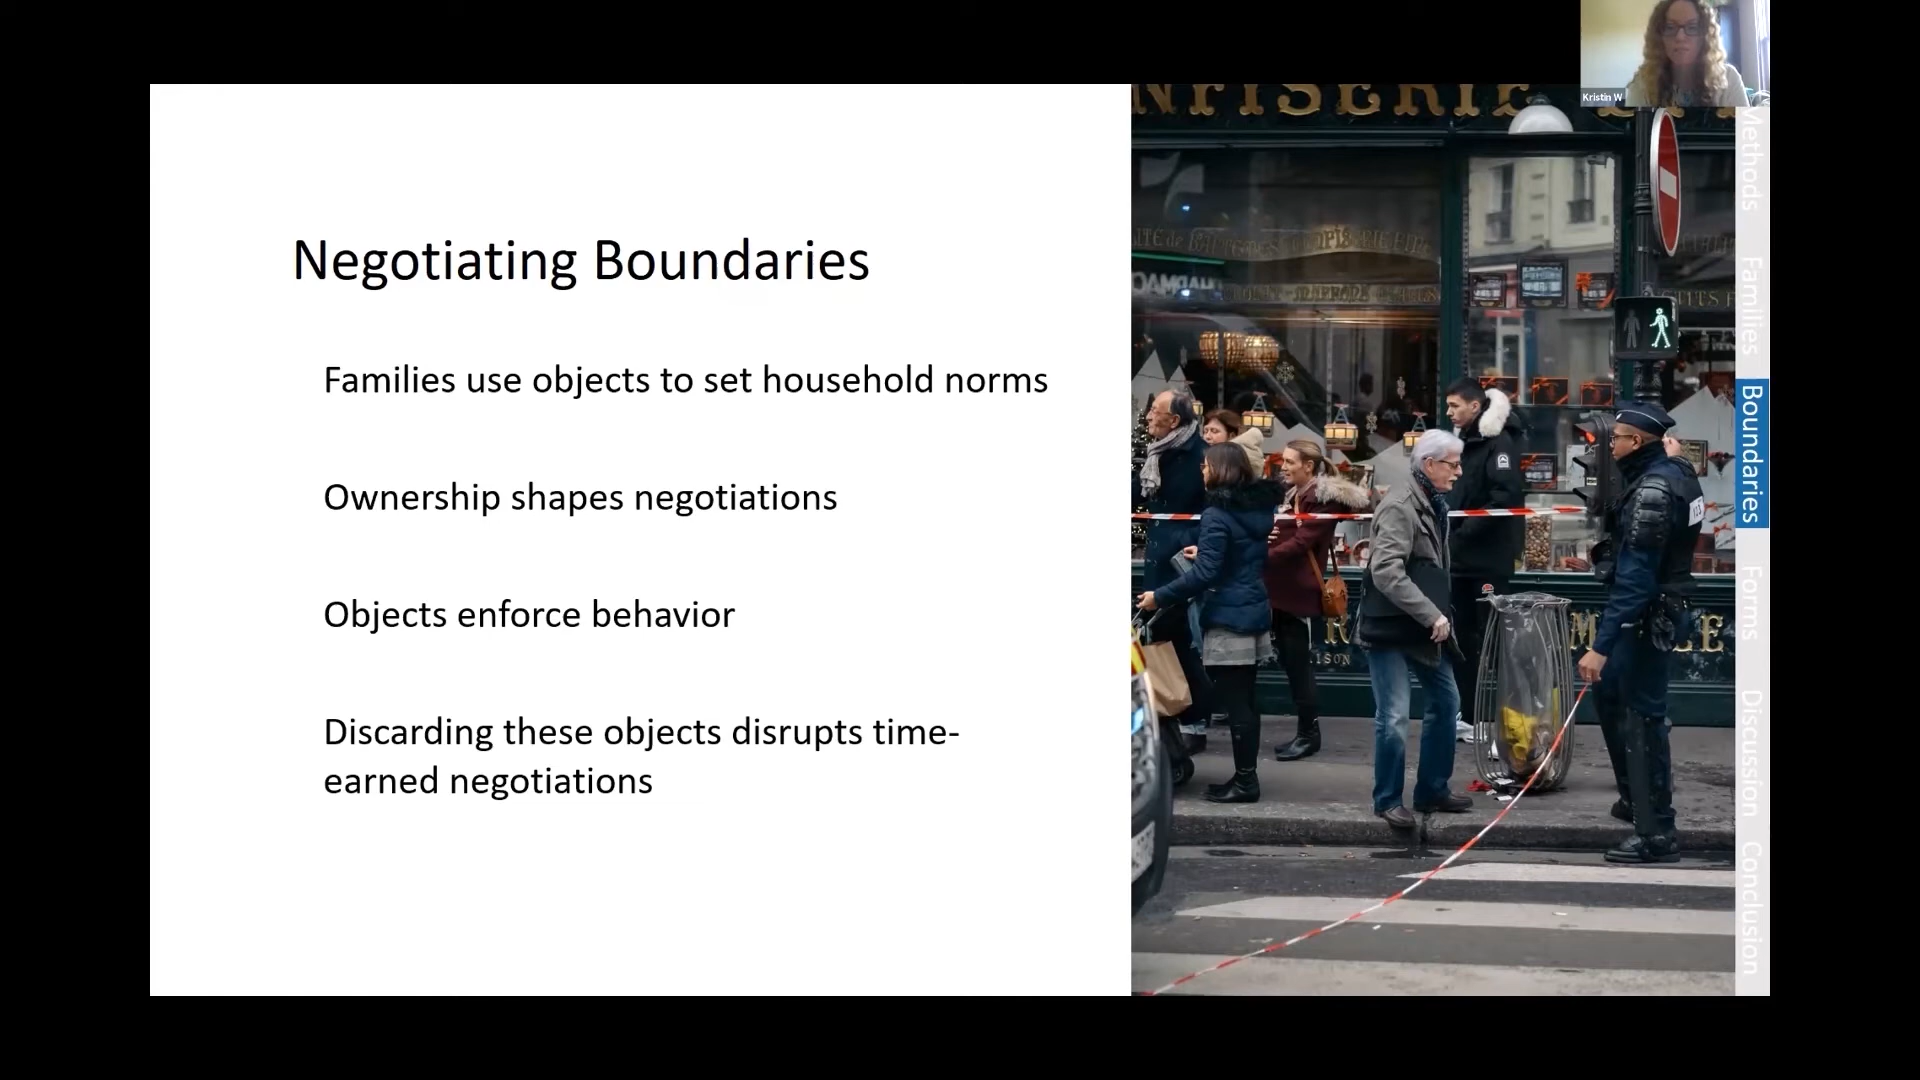 Kristin W
Negotiating Boundaries
Families use objects to set household norms
Ownership shapes negotiations
Objects enforce behavior
Discarding these objects disrupts time-
earned negotiations
NFISERIE
Methods
Families
Boundaries
Forms
Discussion
Conclusion